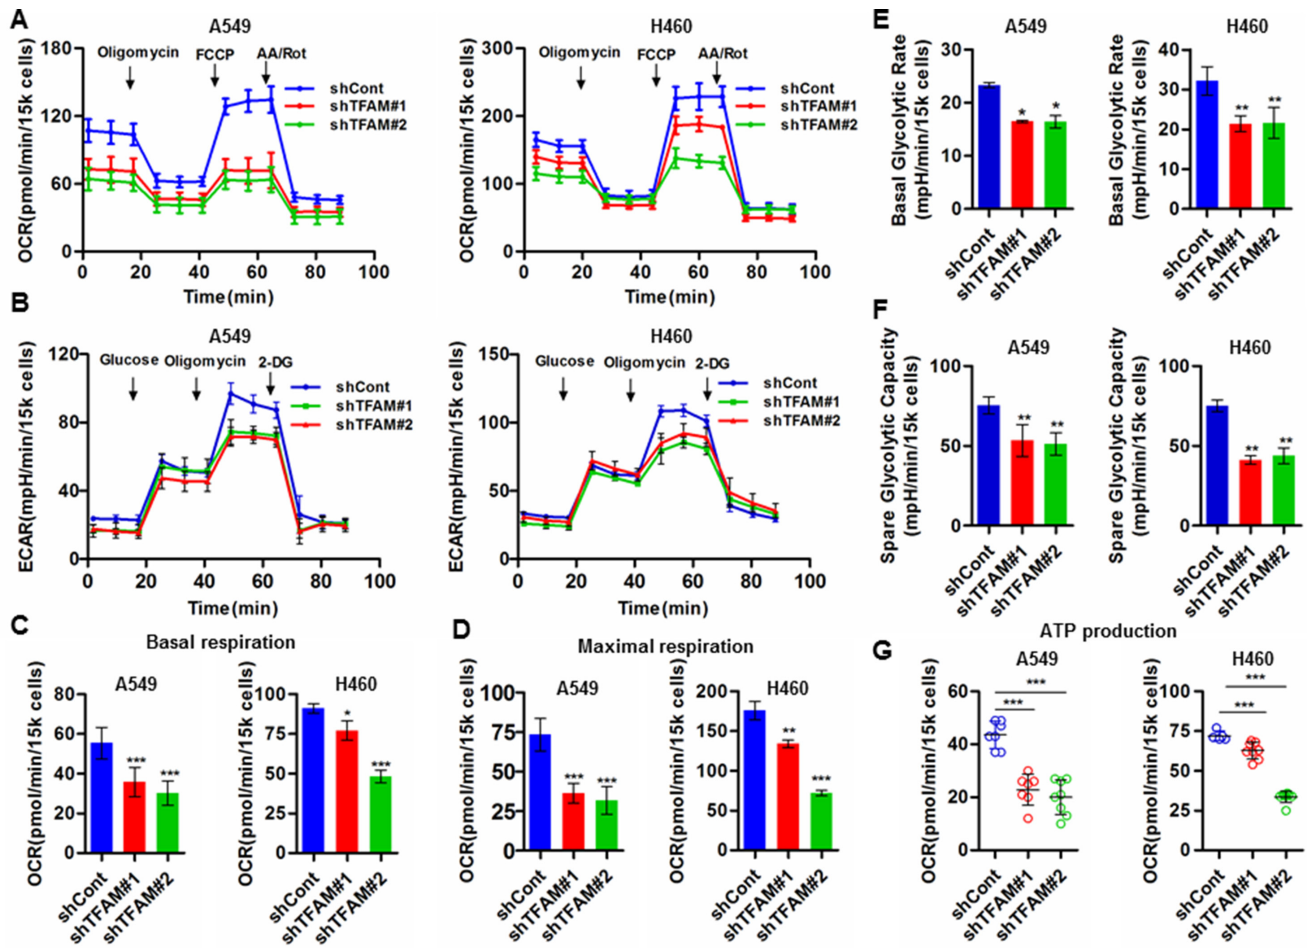 A
A549
OCR(pmol/min/15k cells)
180
120
60
0
Oligomycin
FCCP
AA/Rot
shCont
shTFAM#1
shTFAM#2
0 20 40 60 80 100
Time(min)
H460
OCR(pmol/min/15k cells)
300
200
100
0
Oligomycin
FCCP
AA/Rot
shCont
shTFAM#1
shTFAM#2
0 20 40 60 80 100
Time(min)
B
A549
ECAR(mpH/min/15k cells)
120
80
40
0
Glucose
Oligomycin
2-DG
shCont
shTFAM#1
shTFAM#2
0 20 40 60 80 100
Time(min)
H460
ECAR(mpH/min/15k cells)
150
100
50
0
Glucose
Oligomycin
2-DG
shCont
shTFAM#1
shTFAM#2
0 20 40 60 80 100
Time(min)
C
Basal respiration
A549
OCR(pmol/min/15k cells)
80
60
40
20
0
***
***
shCont
shTFAM#1
shTFAM#2
H460
OCR(pmol/min/15k cells)
100
75
50
25
0
*
***
shCont
shTFAM#1
shTFAM#2
D
Maximal respiration
A549
OCR(pmol/min/15k cells)
100
75
50
25
0
***
***
shCont
shTFAM#1
shTFAM#2
H460
OCR(pmol/min/15k cells)
200
150
100
50
0
**
***
shCont
shTFAM#1
shTFAM#2
E
A549
Basal Glycolytic Rate
(mpH/min/15k cells)
30
20
10
0
*
*
shCont
shTFAM#1
shTFAM#2
H460
Basal Glycolytic Rate
(mpH/min/15k cells)
40
30
20
10
0
**
**
shCont
shTFAM#1
shTFAM#2
F
A549
Spare Glycolytic Capacity
(mpH/min/15k cells)
100
50
0
**
**
shCont
shTFAM#1
shTFAM#2
H460
Spare Glycolytic Capacity
(mpH/min/15k cells)
100
50
0
**
**
shCont
shTFAM#1
shTFAM#2
G
ATP production
A549
OCR(pmol/min/15k cells)
60
40
20
0
***
***
shCont
shTFAM#1
shTFAM#2
H460
OCR(pmol/min/15k cells)
100
75
50
25
0
***
***
shCont
shTFAM#1
shTFAM#2